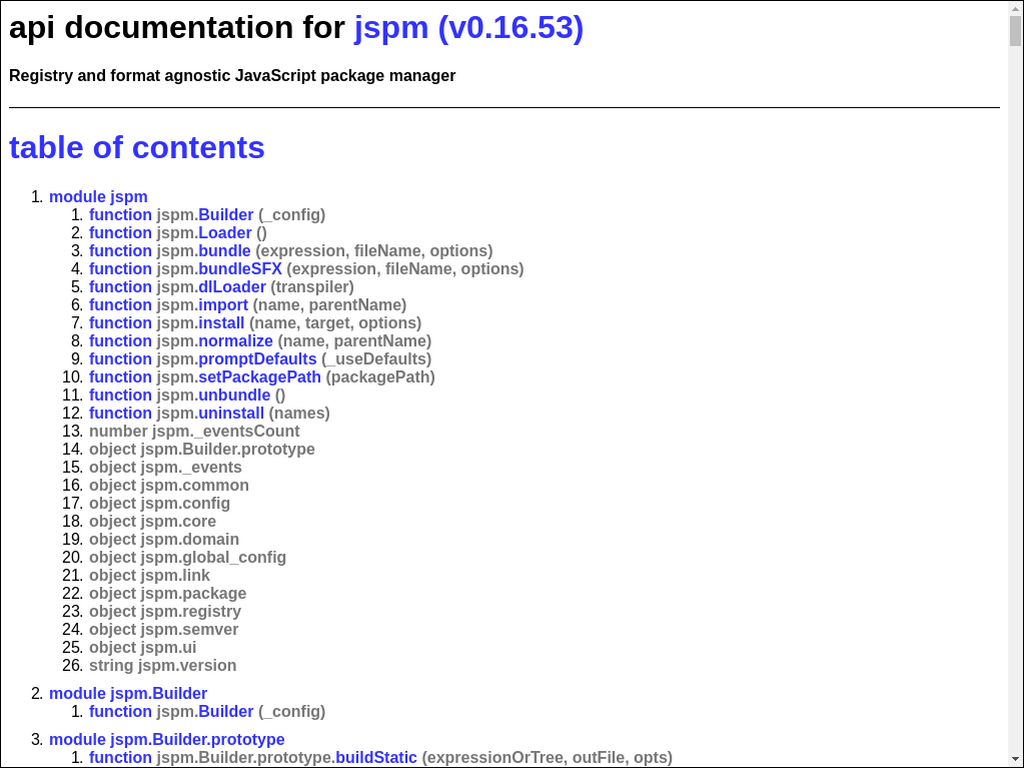 api documentation for jspm (v0.16.53)
Registry and format agnostic JavaScript package manager
table of contents
1. module jspm
1. function jspm.Builder (_config)
2. function jspm.Loader ()
3. function jspm.bundle (expression, fileName, options)
4. function jspm.bundleSFX (expression, fileName, options)
5. function jspm.dlLoader (transpiler)
6. function jspm.import (name, parentName)
7. function jspm.install (name, target, options)
8. function jspm.normalize (name, parentName)
9. function jspm.promptDefaults (_useDefaults)
10. function jspm.setPackagePath (packagePath)
11. function jspm.unbundle ()
12. function jspm.uninstall (names)
13. number jspm._eventsCount
14. object jspm.Builder.prototype
15. object jspm._events
16. object jspm.common
17. object jspm.config
18. object jspm.core
19. object jspm.domain
20. object jspm.global_config
21. object jspm.link
22. object jspm.package
23. object jspm.registry
24. object jspm.semver
25. object jspm.ui
26. string jspm.version
2. module jspm.Builder
1. function jspm.Builder (_config)
3. module jspm.Builder.prototype
1. function jspm.Builder.prototype.buildStatic (expressionOrTree, outFile, opts)